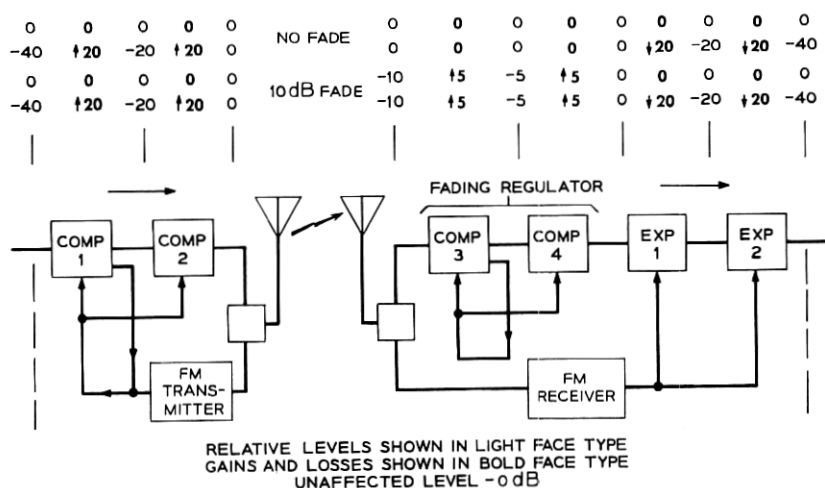 0 0 0 0 0 NO FADE 0 0 0 0 0 0 0 0 0
-40 ↑20 -20 ↑20 0 0 0 0 0 0 ↓20 -20 ↓20 -40
0 0 0 0 0 10dB FADE -10 ↑5 -5 ↑5 0 0 0 0 0
-40 ↑20 -20 ↑20 0 -10 ↑5 -5 ↑5 0 ↓20 -20 ↓20 -40
FADING REGULATOR
COMP 1
COMP 2
COMP 3
COMP 4
EXP 1
EXP 2
FM
TRANS-
MITTER
FM
RECEIVER
RELATIVE LEVELS SHOWN IN LIGHT FACE TYPE
GAINS AND LOSSES SHOWN IN BOLD FACE TYPE
UNAFFECTED LEVEL -0 dB